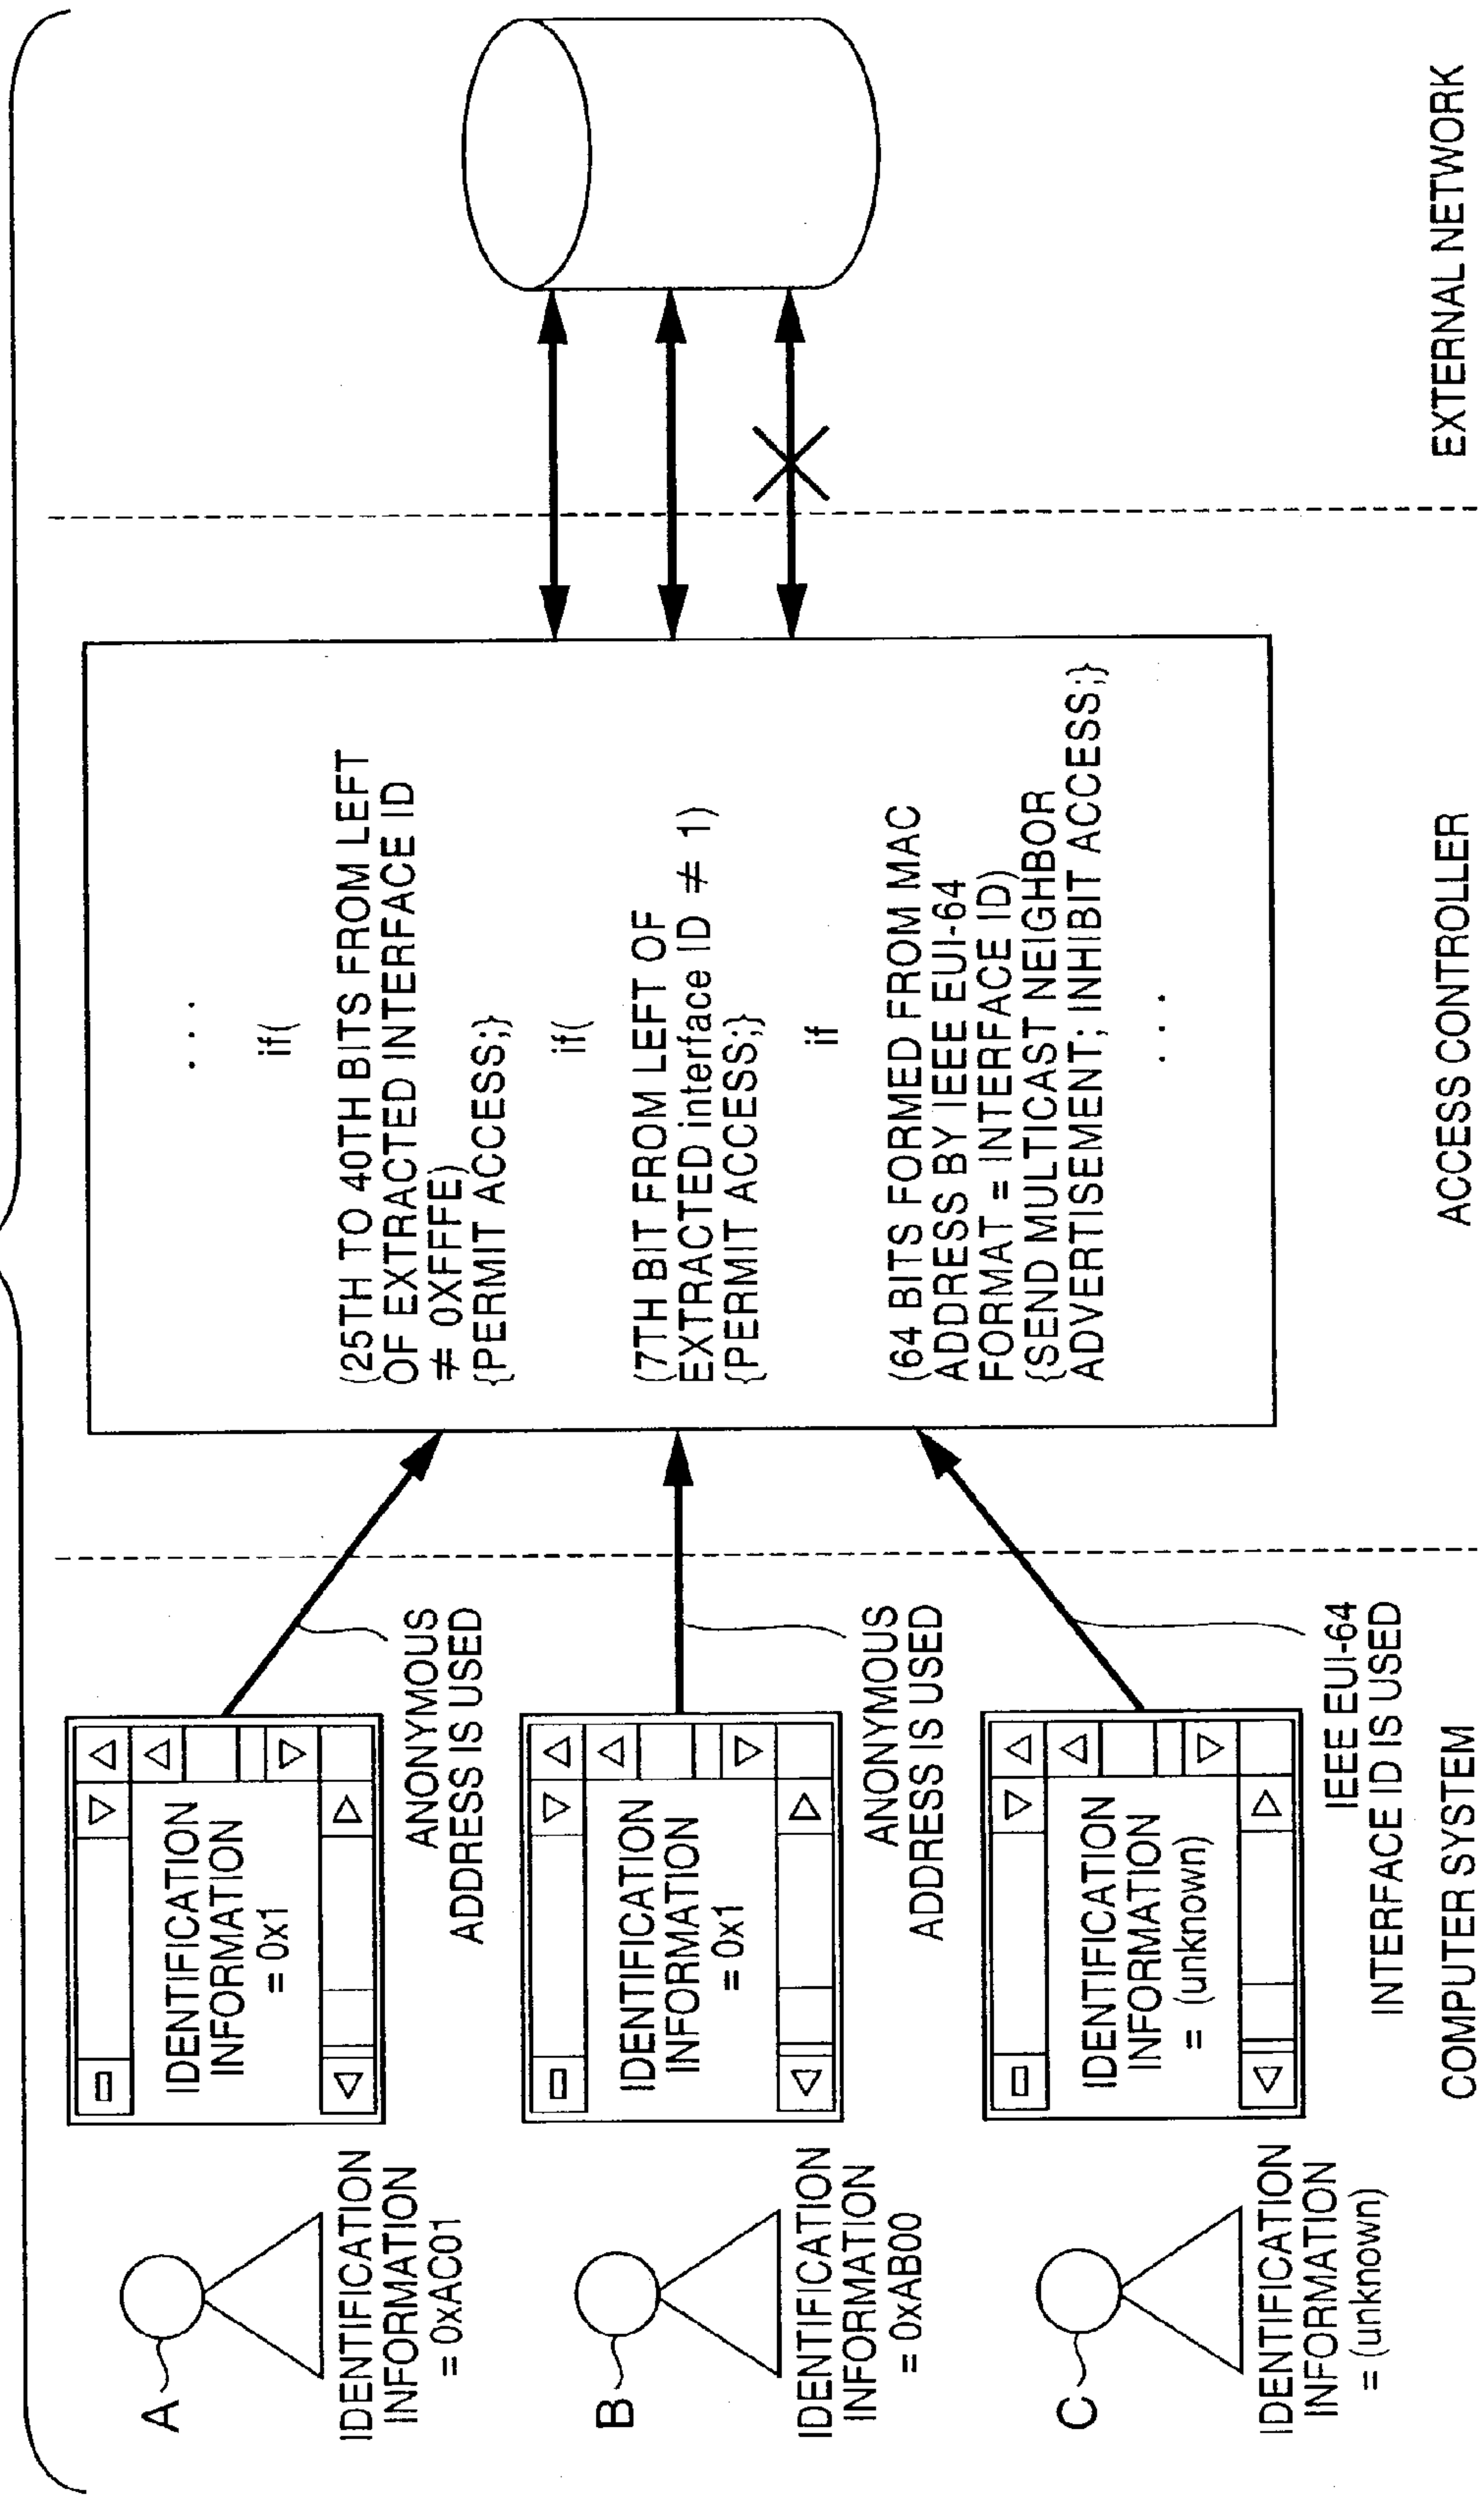 A
IDENTIFICATION
INFORMATION
= 0xAC01
IDENTIFICATION
INFORMATION
= 0x1
ANONYMOUS
ADDRESS IS USED
B
IDENTIFICATION
INFORMATION
= 0xAB00
IDENTIFICATION
INFORMATION
= 0x1
ANONYMOUS
ADDRESS IS USED
C
IDENTIFICATION
INFORMATION
= (unknown)
IDENTIFICATION
INFORMATION
= (unknown)
IEEE EUI-64
INTERFACE ID IS USED
. . .
if(
(25TH TO 40TH BITS FROM LEFT
OF EXTRACTED INTERFACE ID
≠ 0XFFFE)
{PERMIT ACCESS;}
if(
(7TH BIT FROM LEFT OF
EXTRACTED interface ID ≠ 1)
{PERMIT ACCESS;}
if
(64 BITS FORMED FROM MAC
ADDRESS BY IEEE EUI-64
FORMAT = INTERFACE ID)
{SEND MULTICAST NEIGHBOR
ADVERTISEMENT; INHIBIT ACCESS;}
. . .
COMPUTER SYSTEM
ACCESS CONTROLLER
EXTERNAL NETWORK